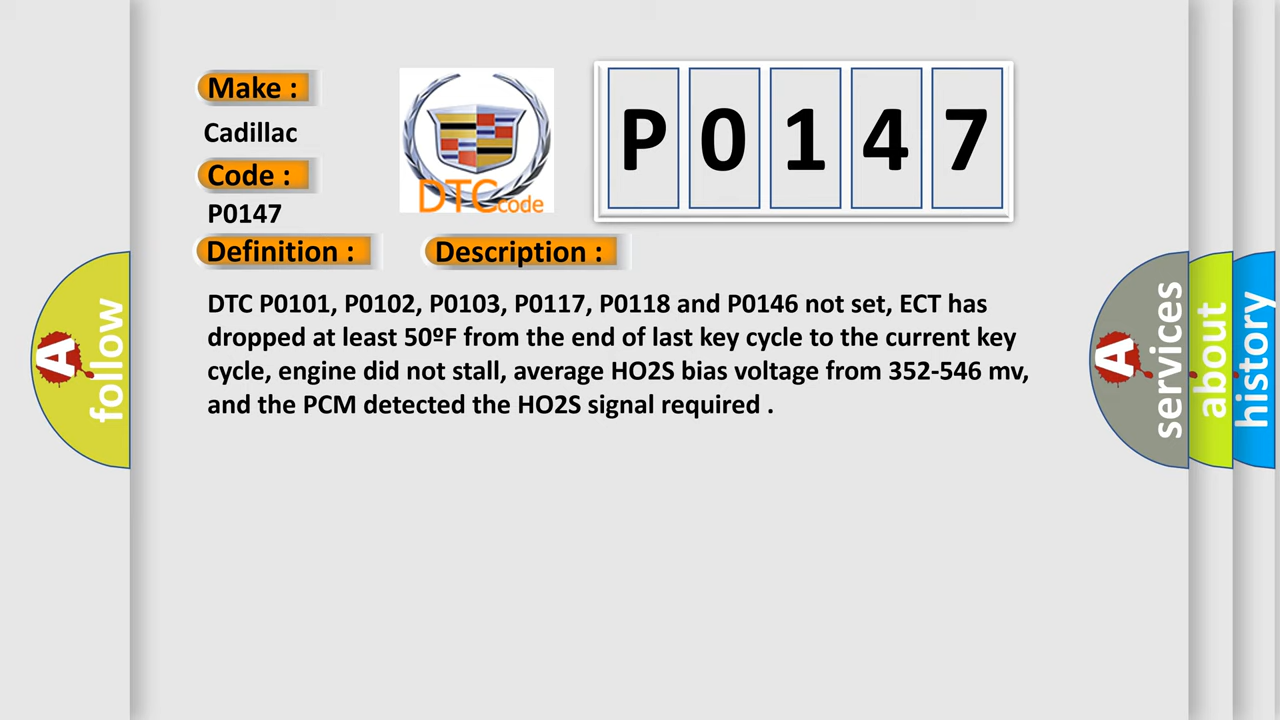 Make :
Cadillac
Code :
P0147
DTC code
P 0 1 4 7
Definition :
Description :
DTC P0101, P0102, P0103, P0117, P0118 and P0146 not set, ECT has
dropped at least 50ºF from the end of last key cycle to the current key
cycle, engine did not stall, average HO2S bias voltage from 352-546 mv,
and the PCM detected the HO2S signal required .
A follow
A services
about
history